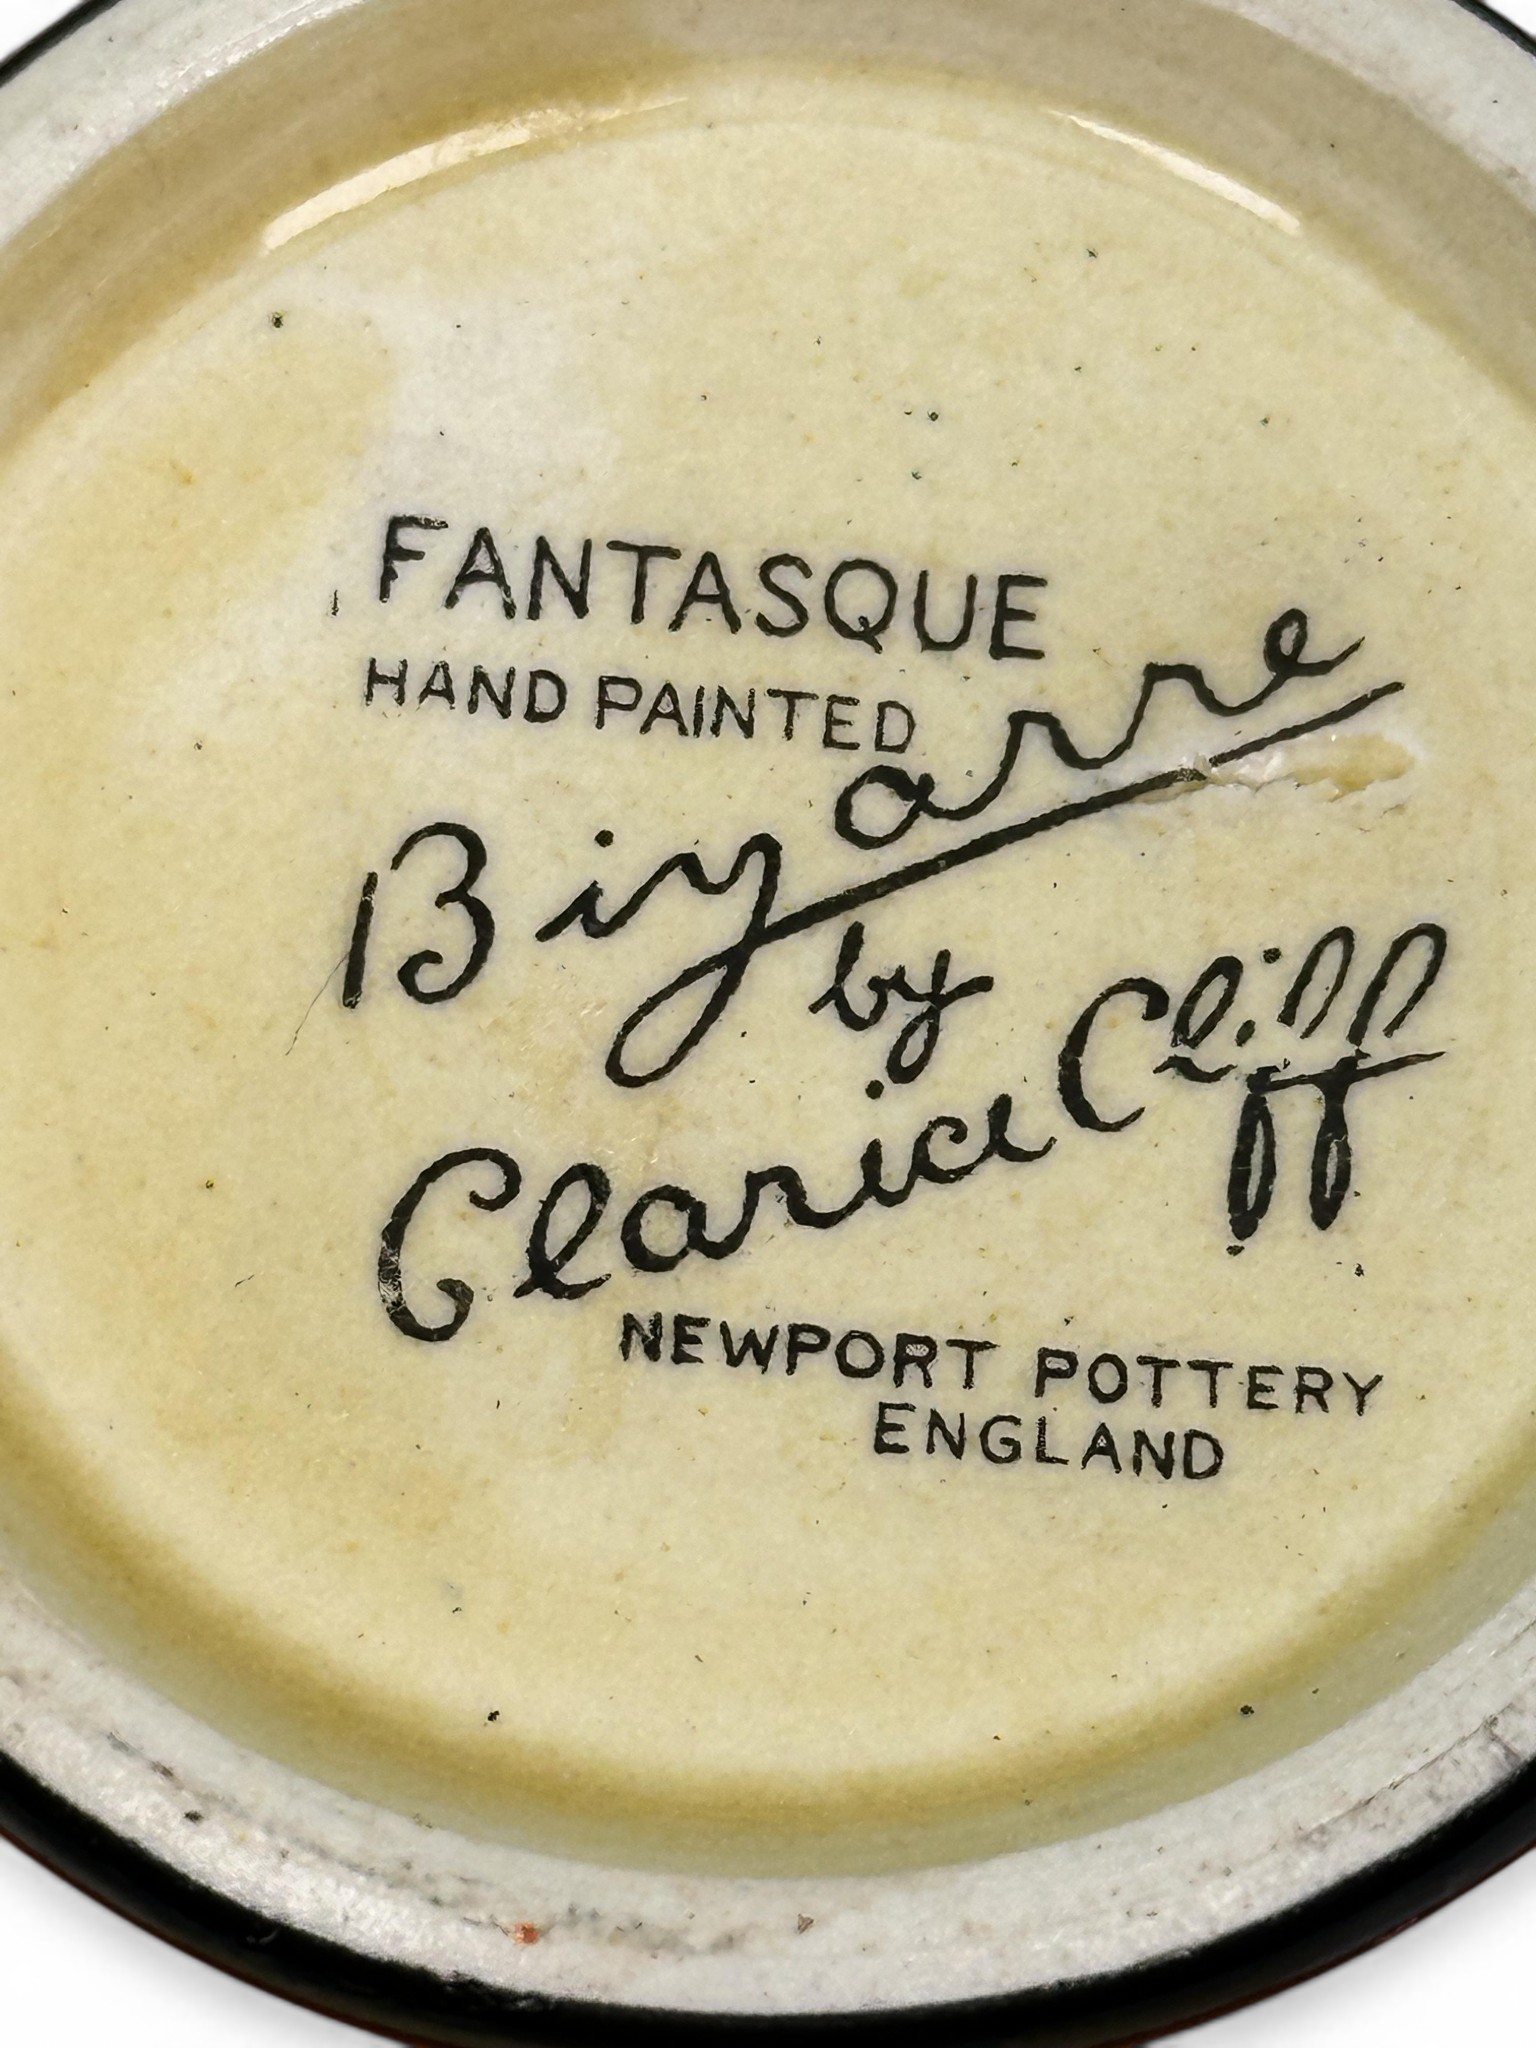 FANTASQUE
HAND PAINTED
Bizarre
by
Clarice Cliff
NEWPORT POTTERY
ENGLAND